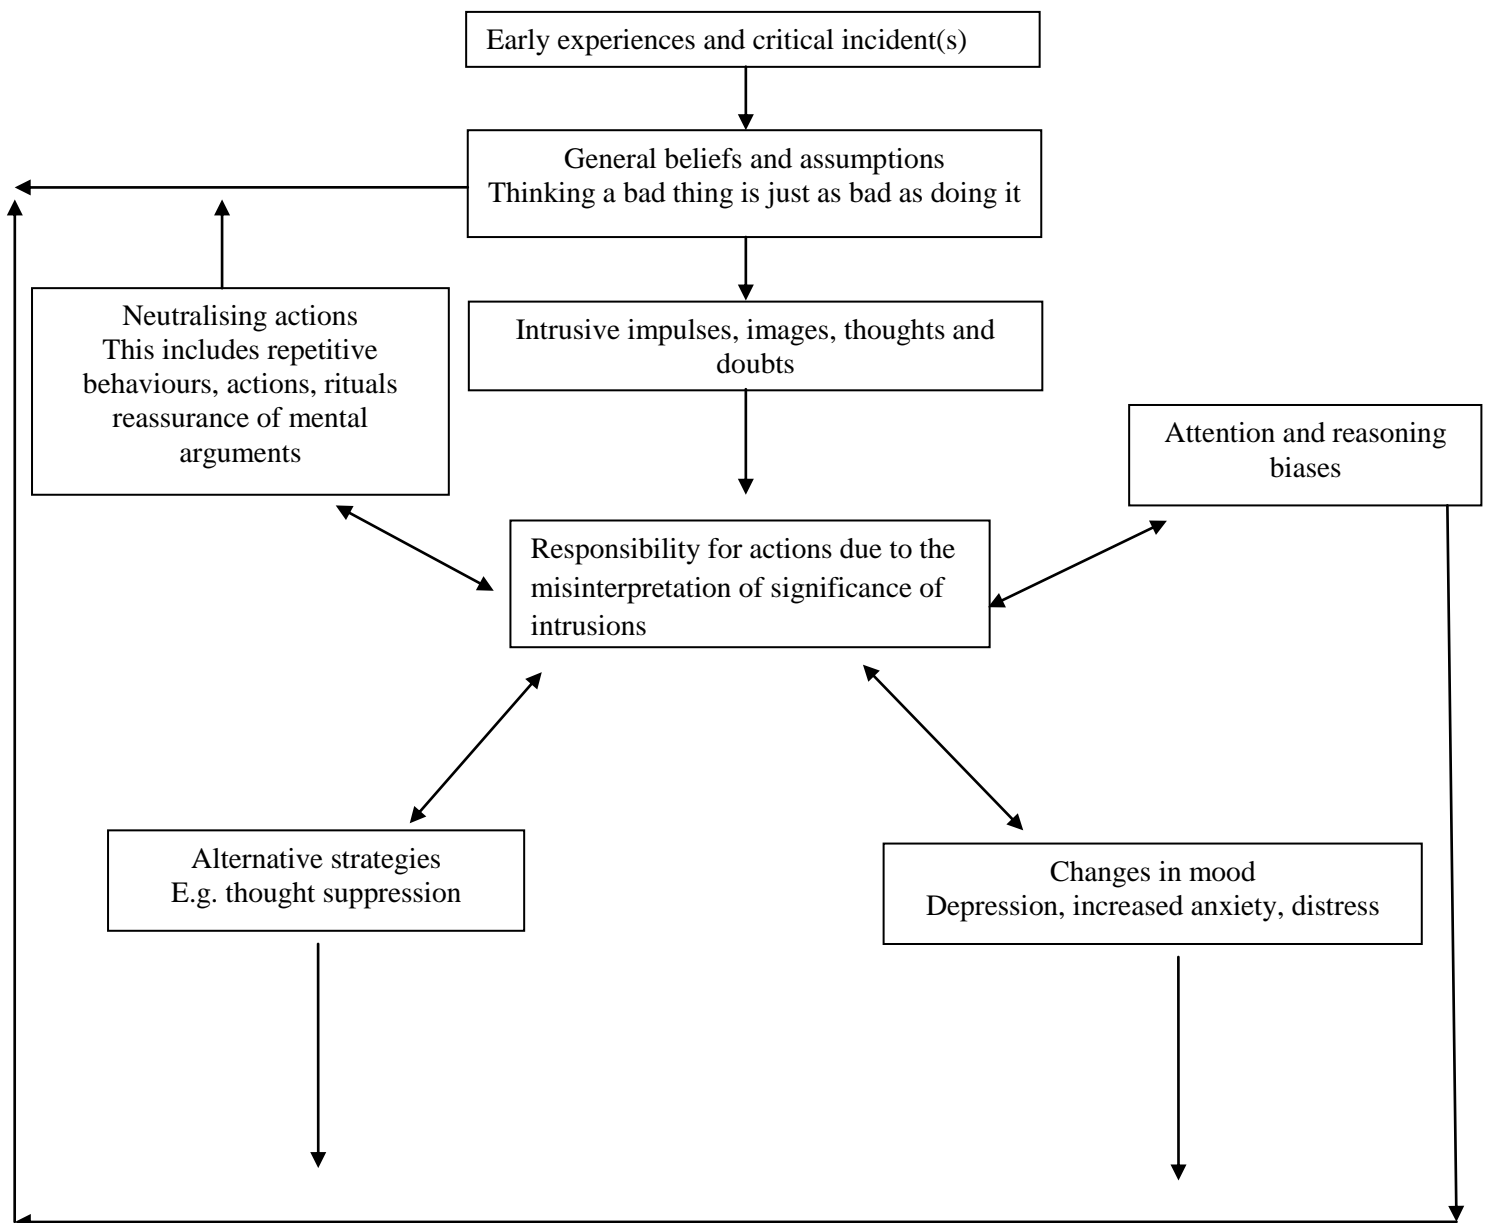 Early experiences and critical incident(s)
General beliefs and assumptions
Thinking a bad thing is just as bad as doing it
Neutralising actions
This includes repetitive
behaviours, actions, rituals
reassurance of mental
arguments
Intrusive impulses, images, thoughts and
doubts
Attention and reasoning
biases
Responsibility for actions due to the
misinterpretation of significance of
intrusions
Alternative strategies
E.g. thought suppression
Changes in mood
Depression, increased anxiety, distress